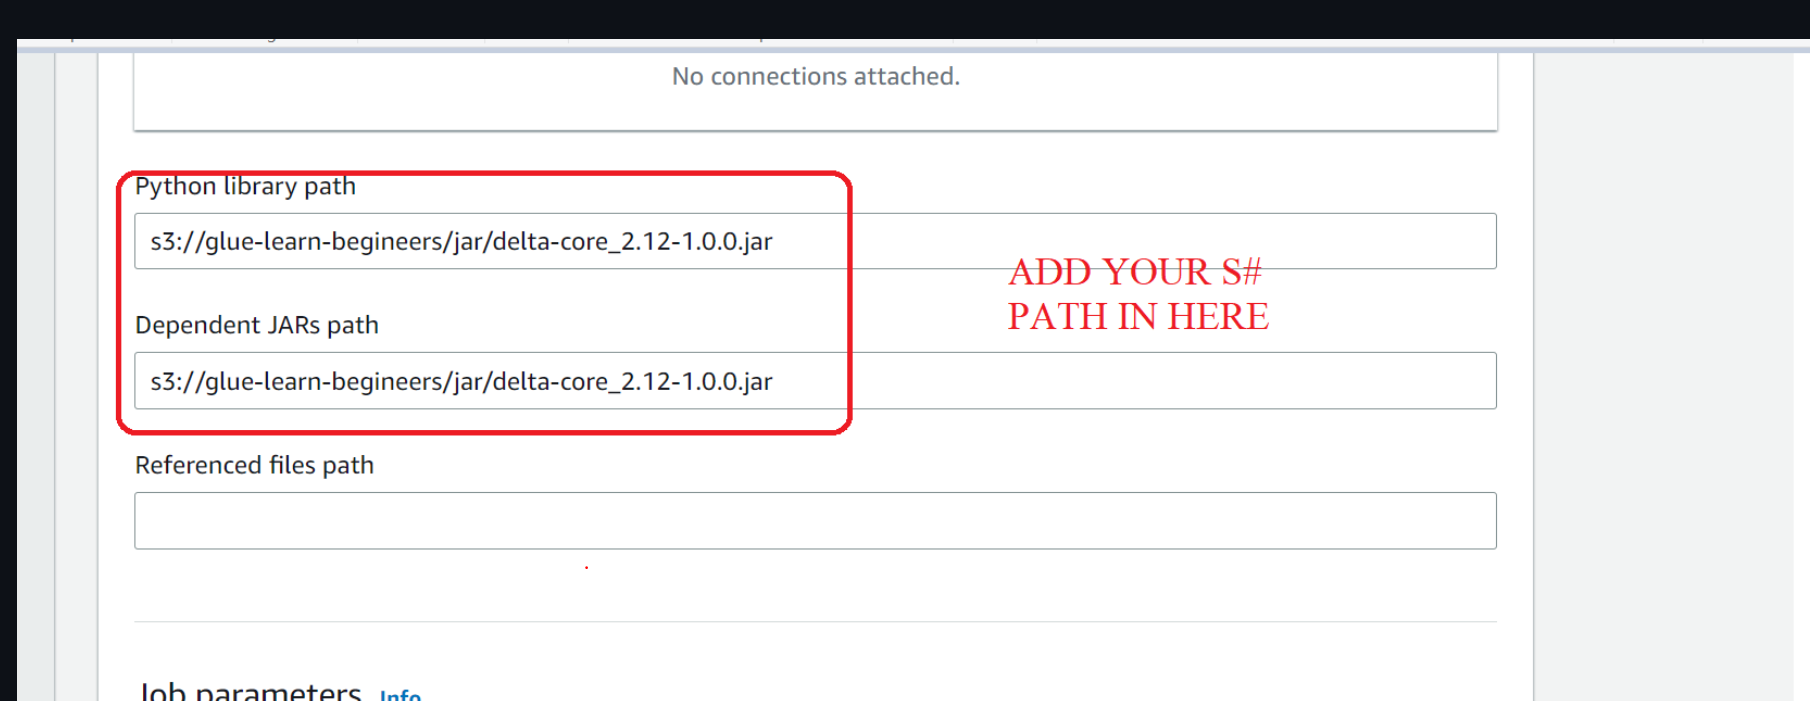 No connections attached.
Python library path
s3://glue-learn-begineers/jar/delta-core_2.12-1.0.0.jar
ADD YOUR S#
PATH IN HERE
Dependent JARs path
s3://glue-learn-begineers/jar/delta-core_2.12-1.0.0.jar
Referenced files path
Job parameters Info